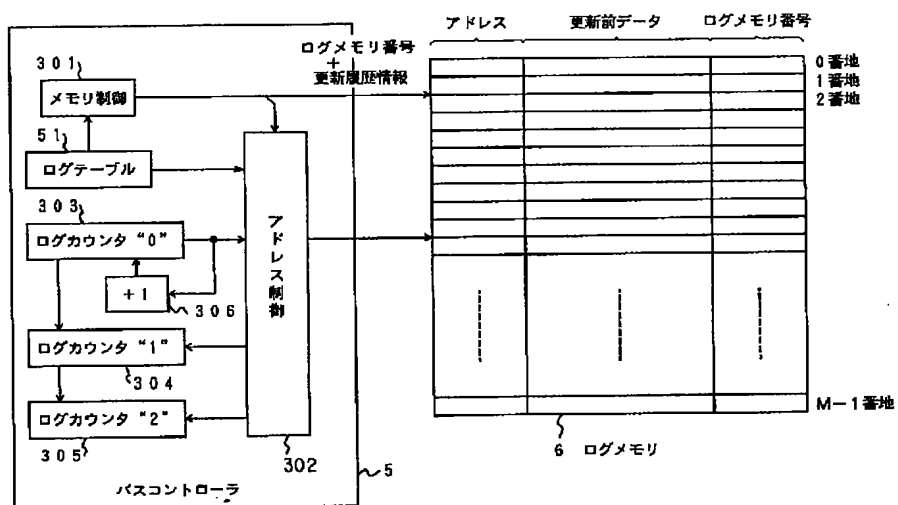 アドレス 更新前データ ログメモリ番号
ログメモリ番号
+
更新履歴情報
0番地
1番地
2番地
301
メモリ制御
51
ログテーブル
303
ログカウンタ “0”
+1
306
アドレス制御
ログカウンタ “1”
304
ログカウンタ “2”
305
302
5
バスコントローラ
M−1番地
6 ログメモリ